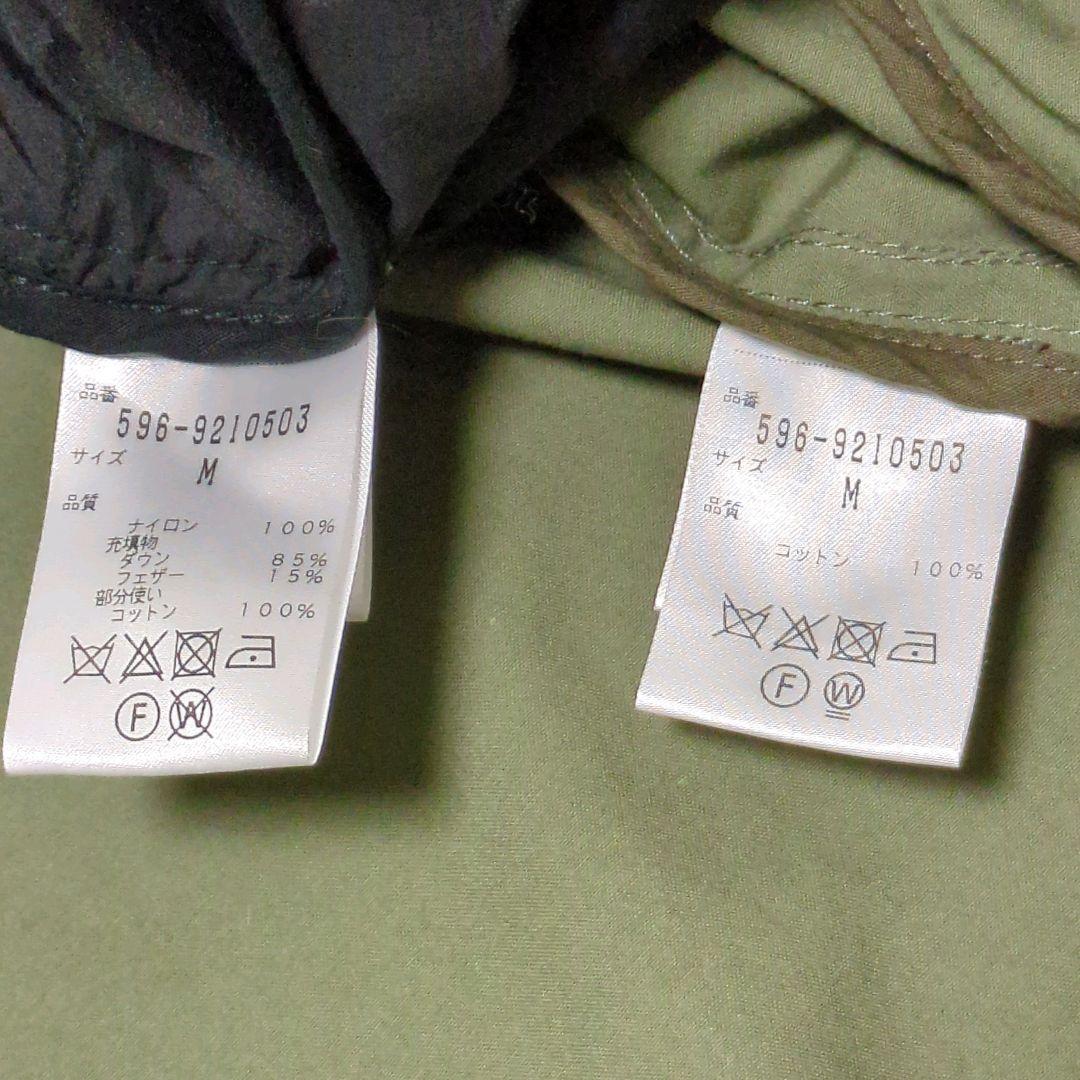 品番
596-9210503
サイズ
M
品質
ナイロン 100%
充填物
ダウン 85%
フェザー 15%
部分使い
コットン 100%
F W
品番
596-9210503
サイズ
M
品質
コットン 100%
F W